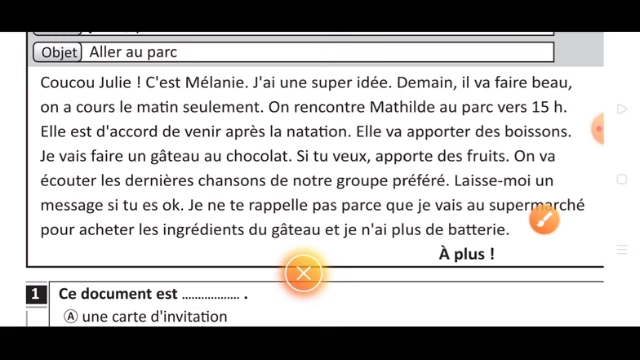 Objet Aller au parc
Coucou Julie ! C'est Mélanie. J'ai une super idée. Demain, il va faire beau,
on a cours le matin seulement. On rencontre Mathilde au parc vers 15 h.
Elle est d'accord de venir après la natation. Elle va apporter des boissons.
Je vais faire un gâteau au chocolat. Si tu veux, apporte des fruits. On va
écouter les dernières chansons de notre groupe préféré. Laisse-moi un
message si tu es ok. Je ne te rappelle pas parce que je vais au supermarché
pour acheter les ingrédients du gâteau et je n'ai plus de batterie.
À plus !
1 Ce document est .................. .
A une carte d'invitation